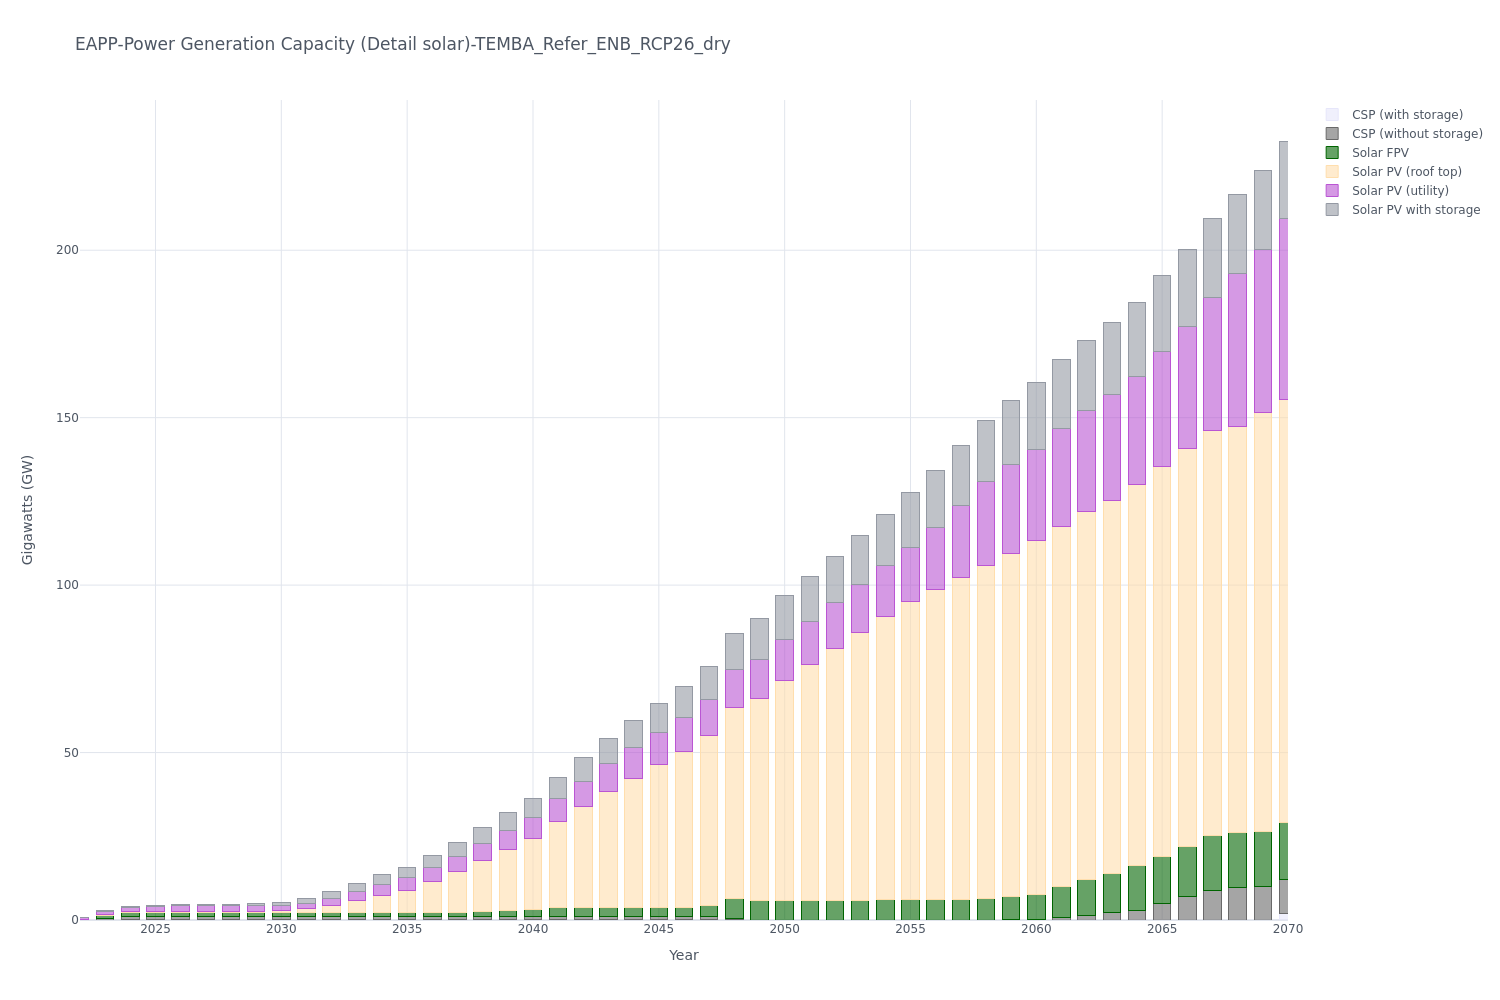 EAPP-Power Generation Capacity (Detail solar)-TEMBA_Refer_ENB_RCP26_dry
CSP (with storage)
CSP (without storage)
Solar FPV
Solar PV (roof top)
Solar PV (utility)
Solar PV with storage
200
150
100
50
0
Gigawatts (GW)
2025 2030 2035 2040 2045 2050 2055 2060 2065 2070
Year